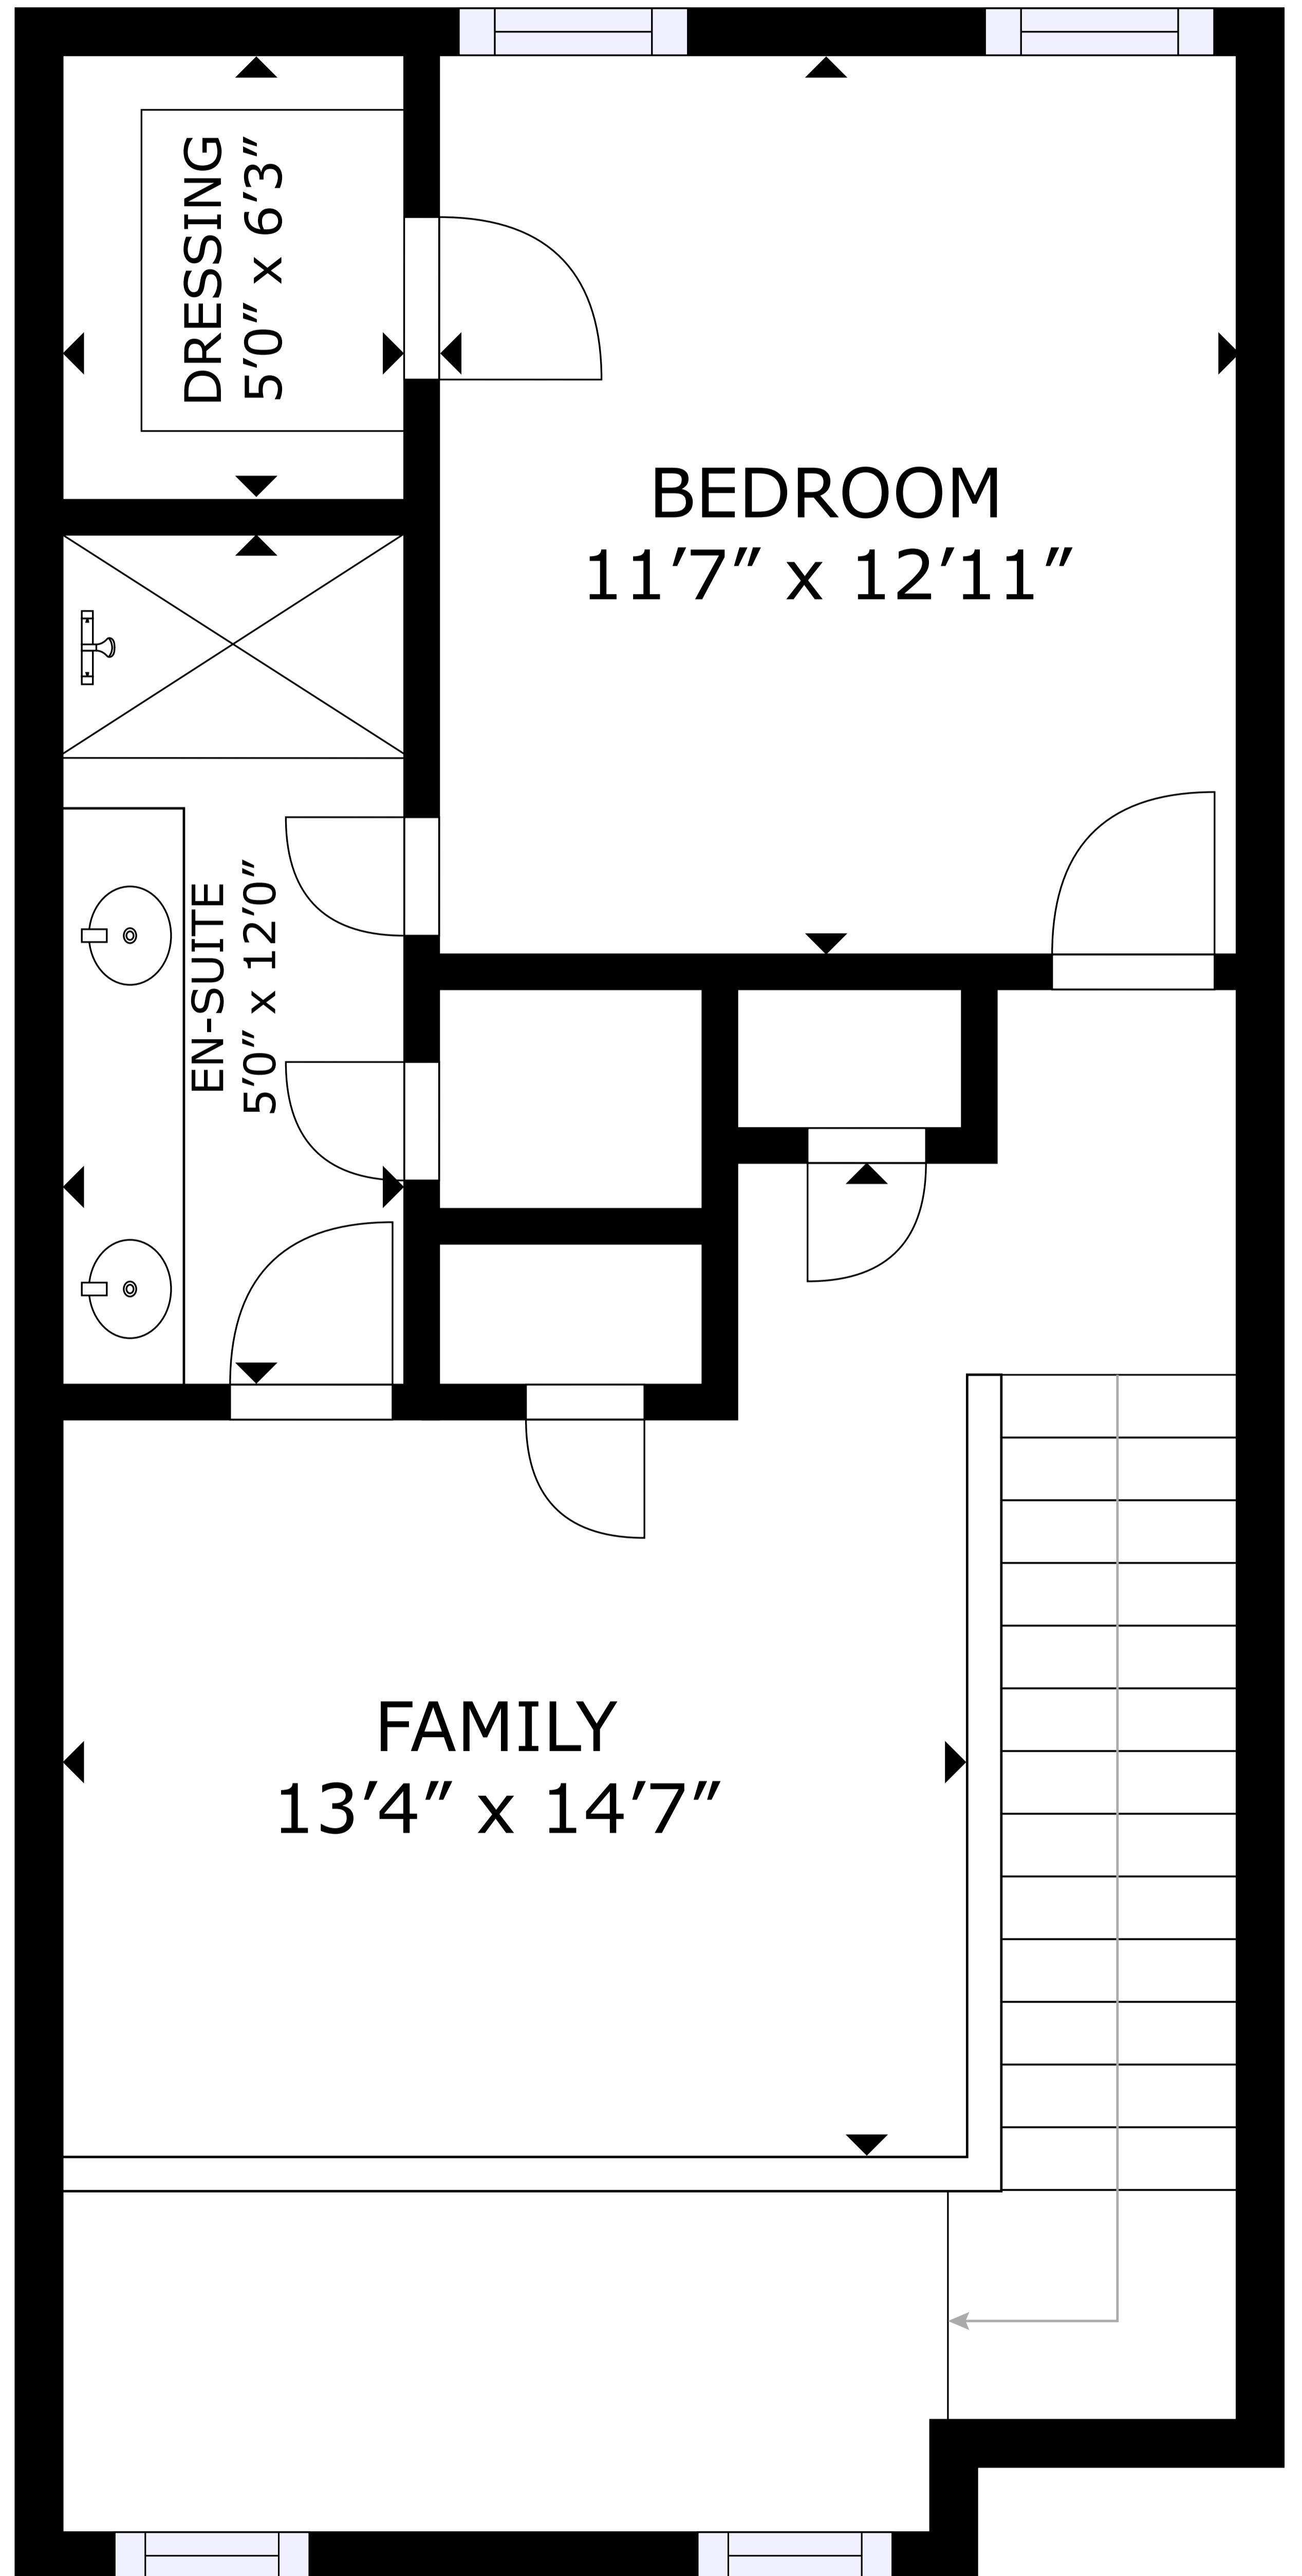 DRESSING
5'0" x 6'3"
BEDROOM
11'7" x 12'11"
EN-SUITE
5'0" x 12'0"
FAMILY
13'4" x 14'7"